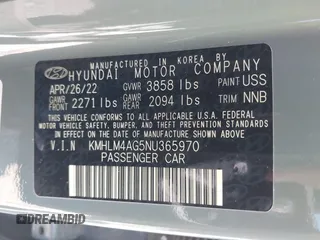 MANUFACTURED IN KOREA BY
HYUNDAI MOTOR COMPANY
APR/26/22 GVWR 3858 lbs PAINT USS
GAWR FRONT 2271 lbs GAWR REAR 2094 lbs TRIM NNB
THIS VEHICLE CONFORMS TO ALL APPLICABLE
U.S. FEDERAL MOTOR VEHICLE SAFETY, BUMPER,
AND THEFT PREVENTION STANDARDS IN EFFECT ON
THE DATE OF MANUFACTURE SHOWN ABOVE.
V.I.N KMHLM4AG5NU365970
PASSENGER CAR
DREAMBID